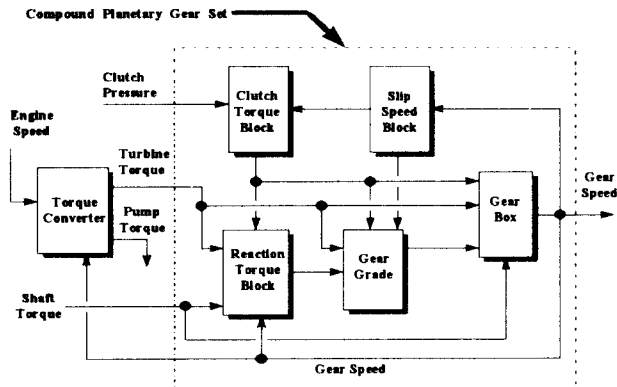 Compound Planetary Gear Set
Clutch
Pressure
Clutch
Torque
Block
Slip
Speed
Block
Engine
Speed
Turbine
Torque
Gear
Speed
Torque
Converter
Pump
Torque
Gear
Box
Reaction
Torque
Block
Gear
Grade
Shaft
Torque
Gear Speed